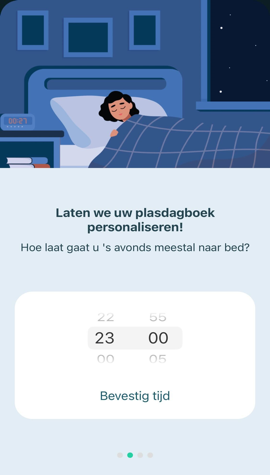 00:27
Laten we uw plasdagboek
personaliseren!
Hoe laat gaat u 's avonds meestal naar bed?
22 55
23 00
00 05
Bevestig tijd